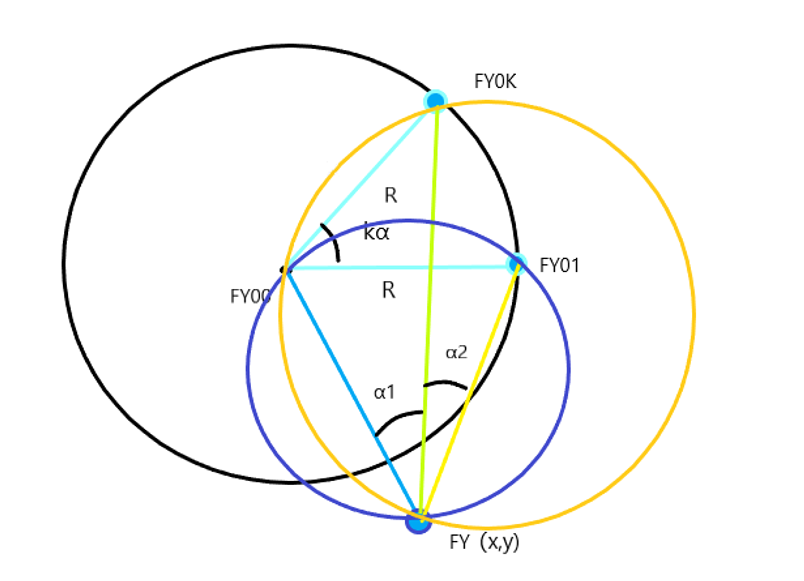 FY0K
R
kα
FY01
FY00
R
α2
α1
FY (x,y)